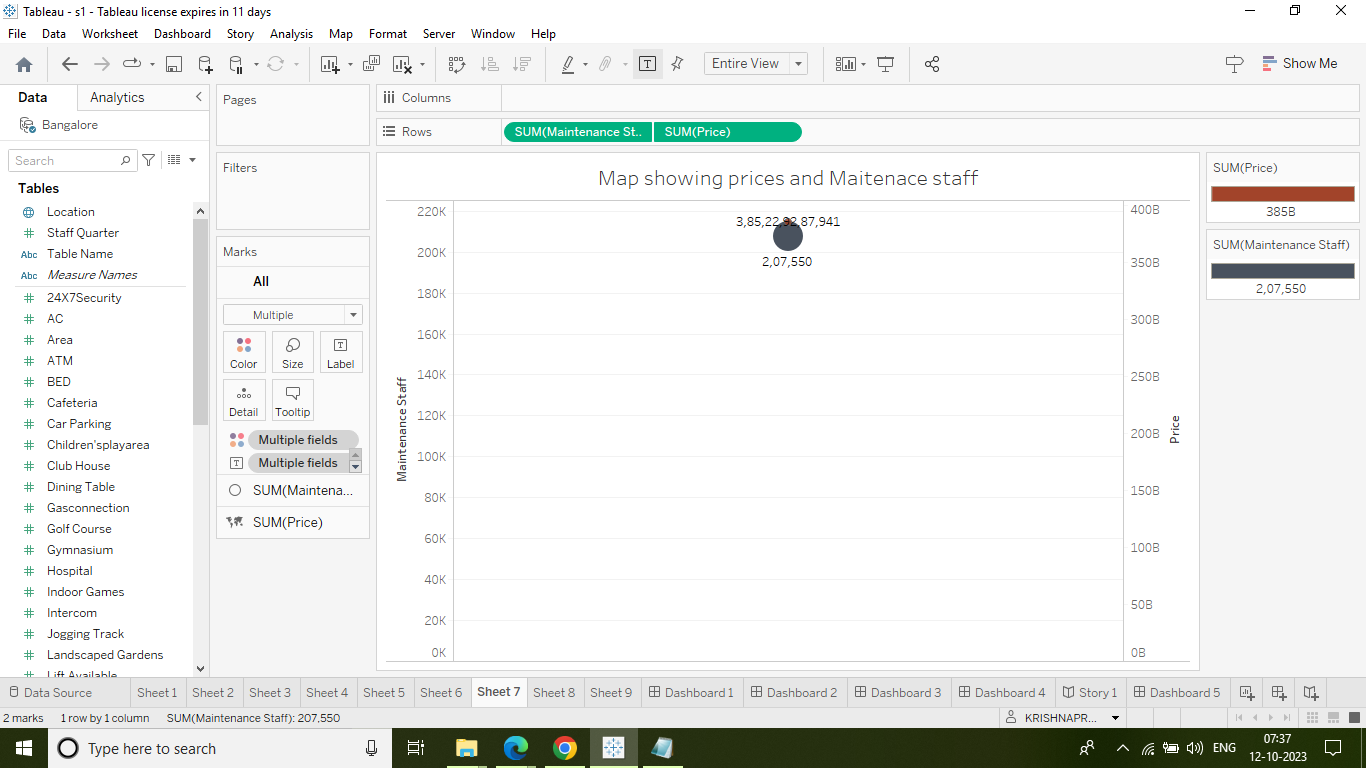 Tableau - s1 - Tableau license expires in 11 days
File Data Worksheet Dashboard Story Analysis Map Format Server Window Help
Entire View
Show Me
Data Analytics
Bangalore
Search
Tables
Location
Staff Quarter
Abc Table Name
Abc Measure Names
24X7Security
AC
Area
ATM
BED
Cafeteria
Car Parking
Children'splayarea
Club House
Dining Table
Gasconnection
Golf Course
Gymnasium
Hospital
Indoor Games
Intercom
Jogging Track
Landscaped Gardens
Lift Available
Pages
Filters
Marks
All
Multiple
Color Size Label
Detail Tooltip
Multiple fields
Multiple fields
SUM(Maintena...
SUM(Price)
Columns
Rows SUM(Maintenance St.. SUM(Price)
Map showing prices and Maitenace staff
220K
200K
180K
160K
140K
120K
100K
80K
60K
40K
20K
0K
Maintenance Staff
3,85,22,92,87,941
2,07,550
400B
350B
300B
250B
200B
150B
100B
50B
0B
Price
SUM(Price)
385B
SUM(Maintenance Staff)
2,07,550
Data Source Sheet 1 Sheet 2 Sheet 3 Sheet 4 Sheet 5 Sheet 6 Sheet 7 Sheet 8 Sheet 9 Dashboard 1 Dashboard 2 Dashboard 3 Dashboard 4 Story 1 Dashboard 5
2 marks 1 row by 1 column SUM(Maintenance Staff): 207,550 KRISHNAPR...
Type here to search
ENG
07:37
12-10-2023